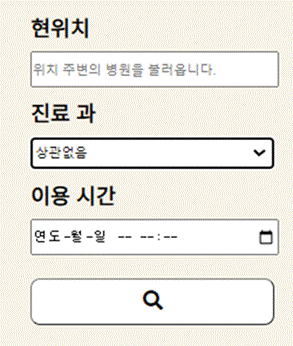 현위치
위치 주변의 병원을 불러옵니다.
진료 과
상관없음
이용 시간
연도-월-일 -- --:--